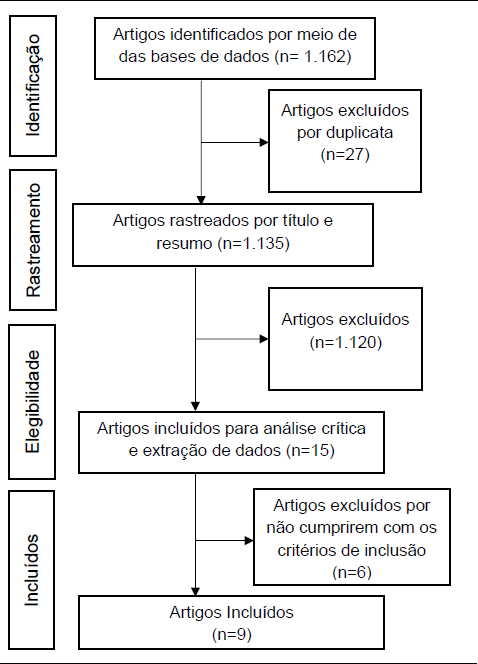 Identificação
Artigos identificados por meio de
das bases de dados (n= 1.162)
Artigos excluídos
por duplicata
(n=27)
Rastreamento
Artigos rastreados por título e
resumo (n=1.135)
Artigos excluídos
(n=1.120)
Elegibilidade
Artigos incluídos para análise crítica
e extração de dados (n=15)
Artigos excluídos por
não cumprirem com os
critérios de inclusão
(n=6)
Incluídos
Artigos Incluídos
(n=9)